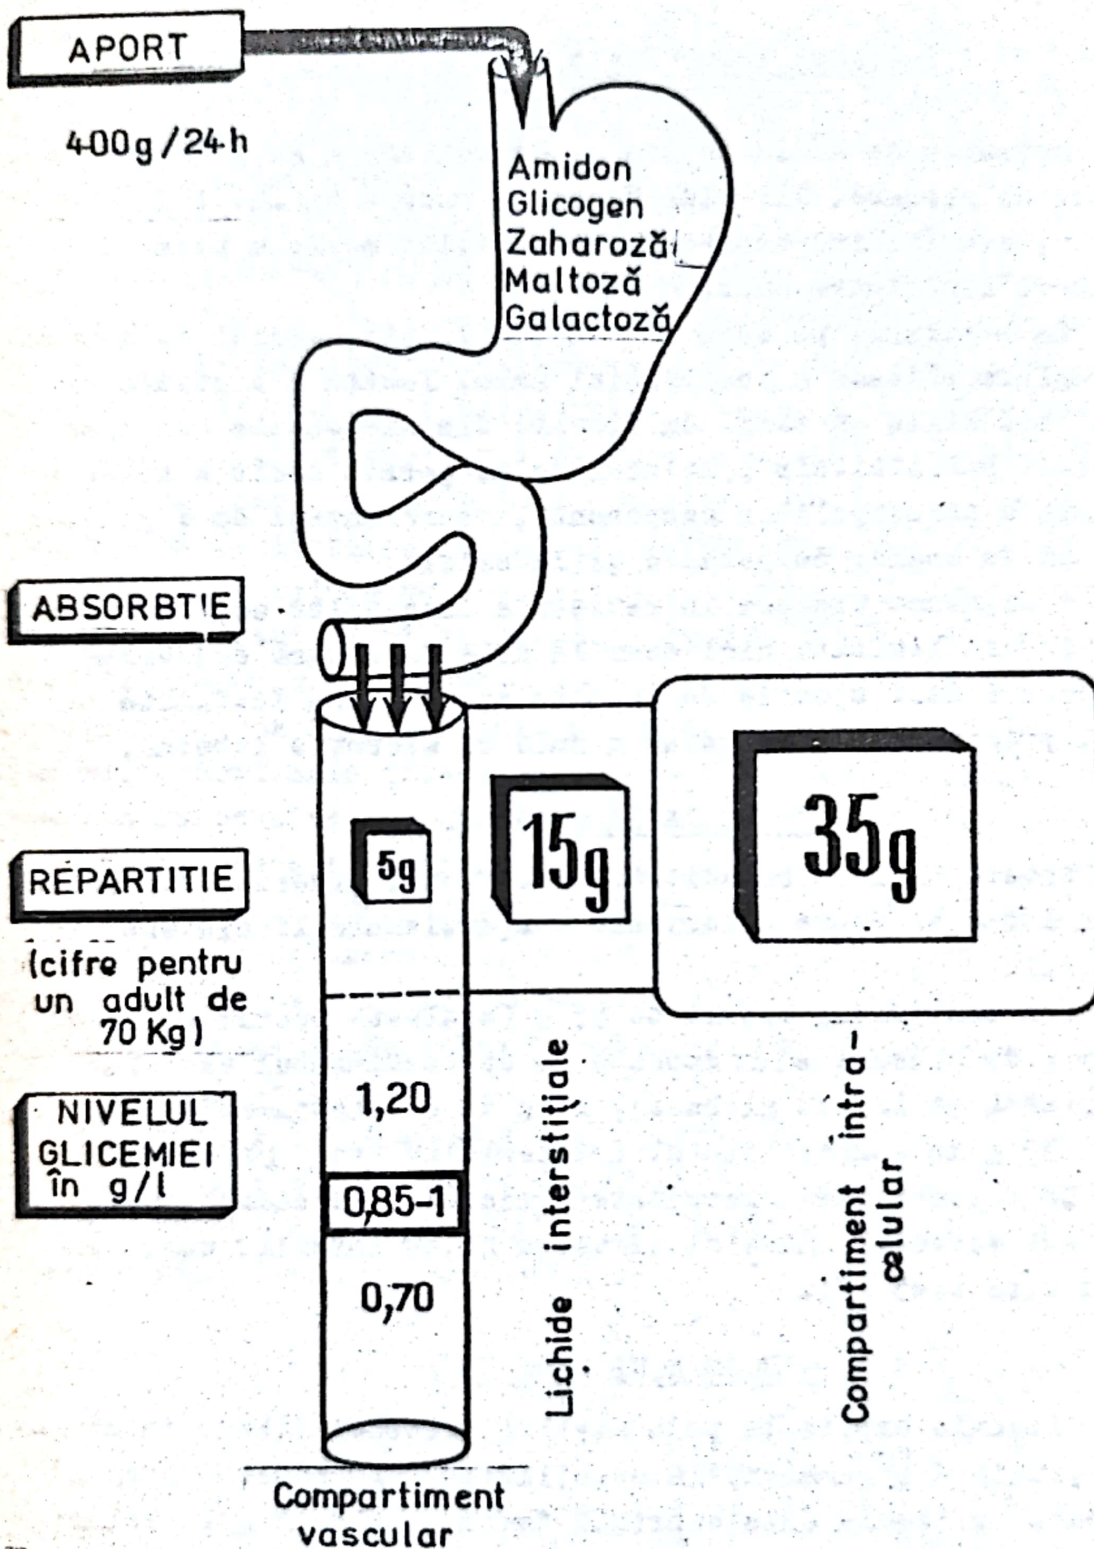 APORT
400g/24h
Amidon
Glicogen
Zaharoză
Maltoză
Galactoză
ABSORBTIE
5g
15g
35g
REPARTITIE
(cifre pentru
un adult de
70 Kg)
NIVELUL
GLICEMIEI
în g/l
1,20
0,85-1
0,70
Lichide interstițiale
Compartiment intra-
celular
Compartiment
vascular